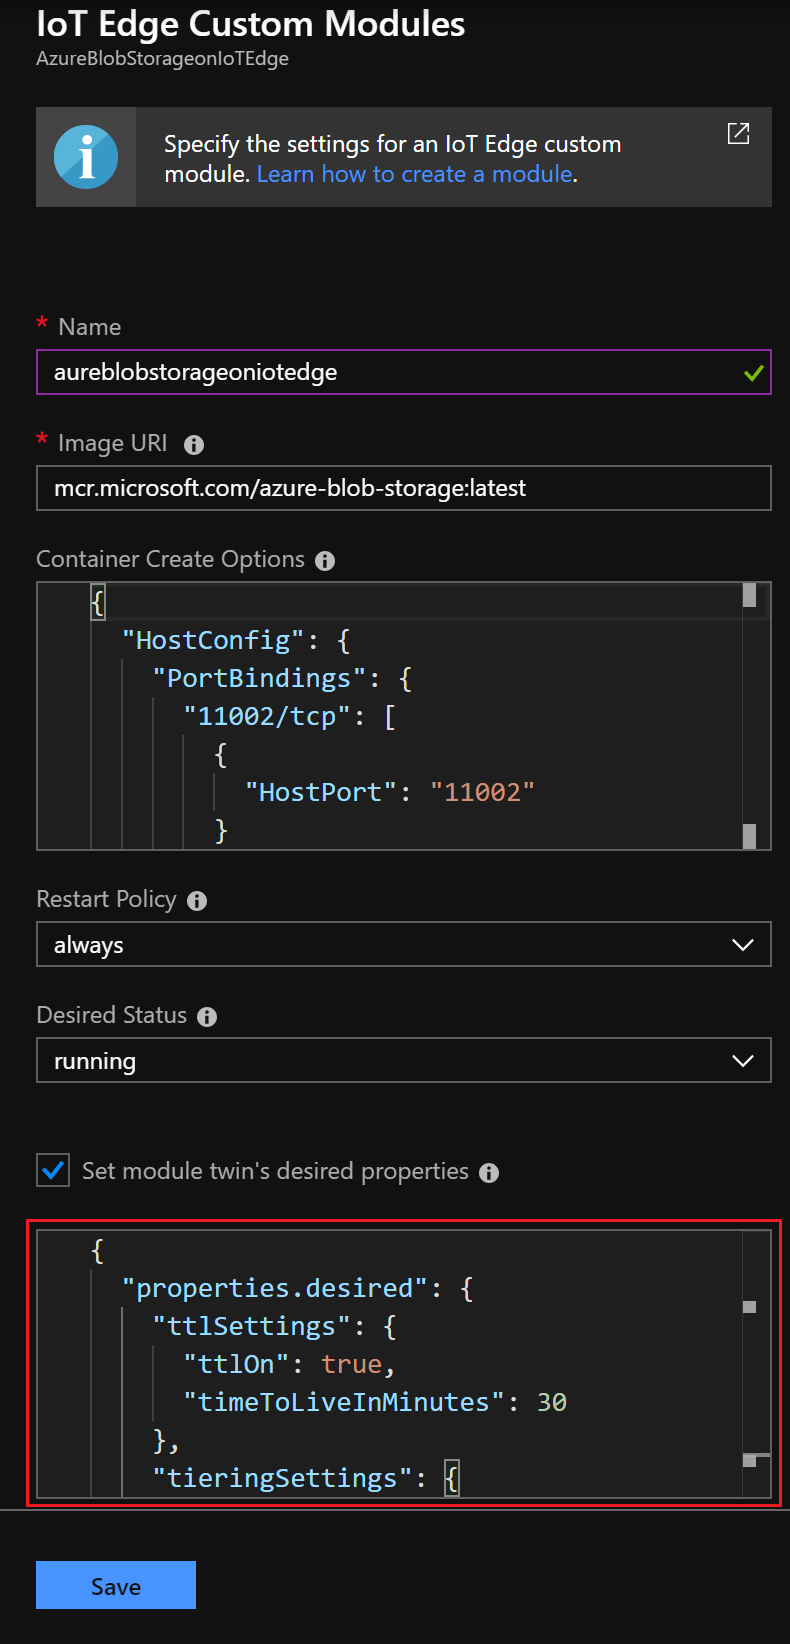 IoT Edge Custom Modules
AzureBlobStorageonIoTEdge
Specify the settings for an IoT Edge custom
module. Learn how to create a module.
* Name
aureblobstorageoniotedge
* Image URI
mcr.microsoft.com/azure-blob-storage:latest
Container Create Options
{
"HostConfig": {
"PortBindings": {
"11002/tcp": [
{
"HostPort": "11002"
}
Restart Policy
always
Desired Status
running
Set module twin's desired properties
{
"properties.desired": {
"ttlSettings": {
"ttlOn": true,
"timeToLiveInMinutes": 30
},
"tieringSettings": {
Save